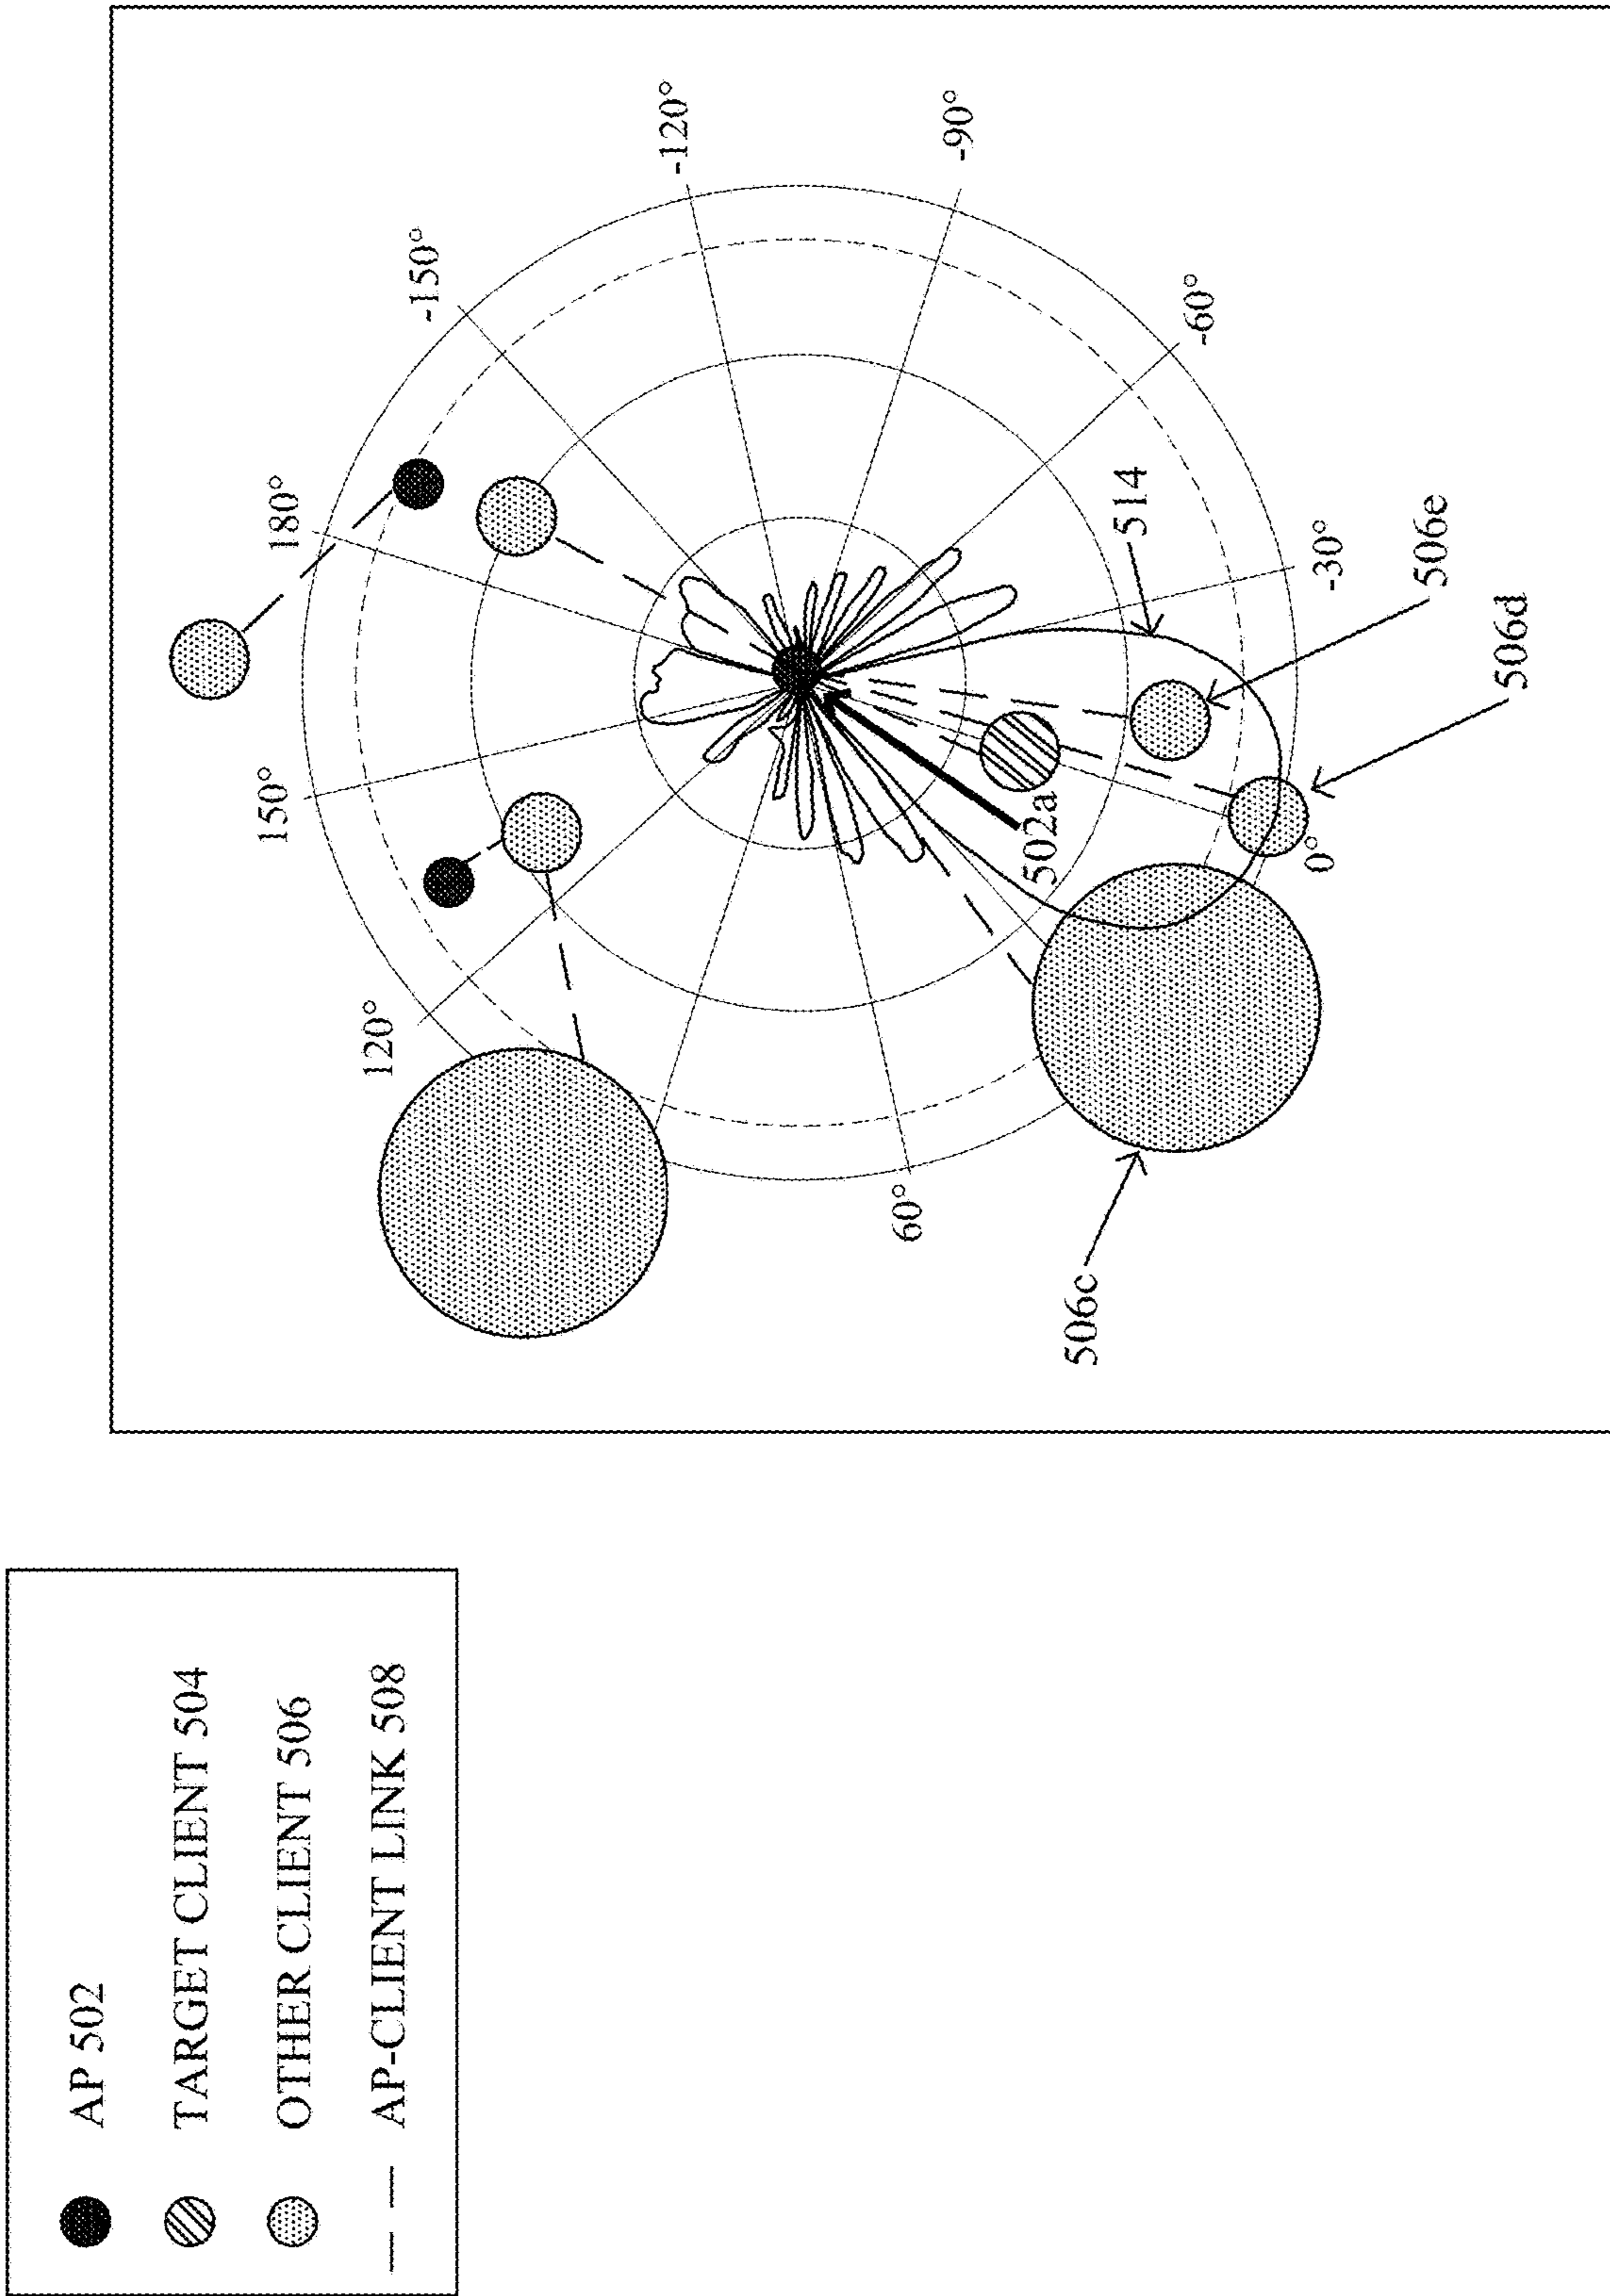 AP 502
TARGET CLIENT 504
OTHER CLIENT 506
AP-CLIENT LINK 508
180°
-150°
-120°
-90°
-60°
-30°
0°
60°
120°
150°
514
506e
506d
506c
502a